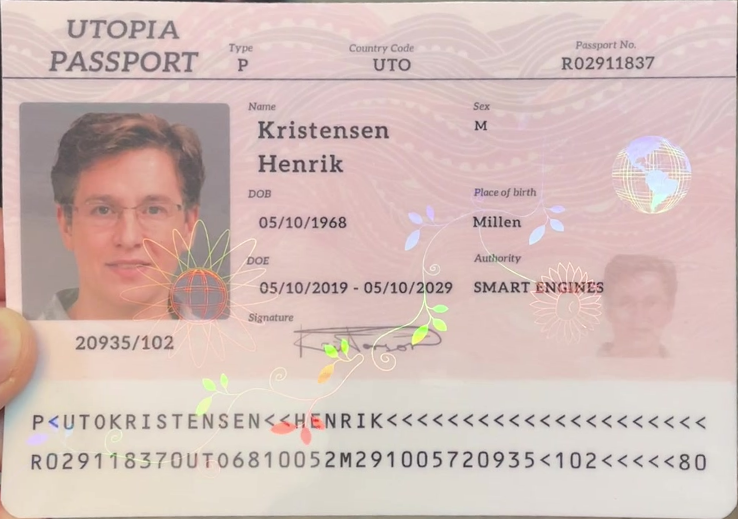 UTOPIA
PASSPORT
Type
P
Country Code
UTO
Passport No.
R02911837
Name
Kristensen
Henrik
Sex
M
DOB
05/10/1968
Place of birth
Millen
DOE
05/10/2019 - 05/10/2029
Authority
SMART ENGINES
Signature
20935/102
P<UTOKRISTENSEN<<HENRIK<<<<<<<<<<<<<<<<<<<<<
R029118370UTO6810052M291005720935<102<<<<<80